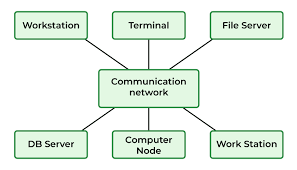 Workstation
Terminal
File Server
Communication
network
DB Server
Computer
Node
Work Station